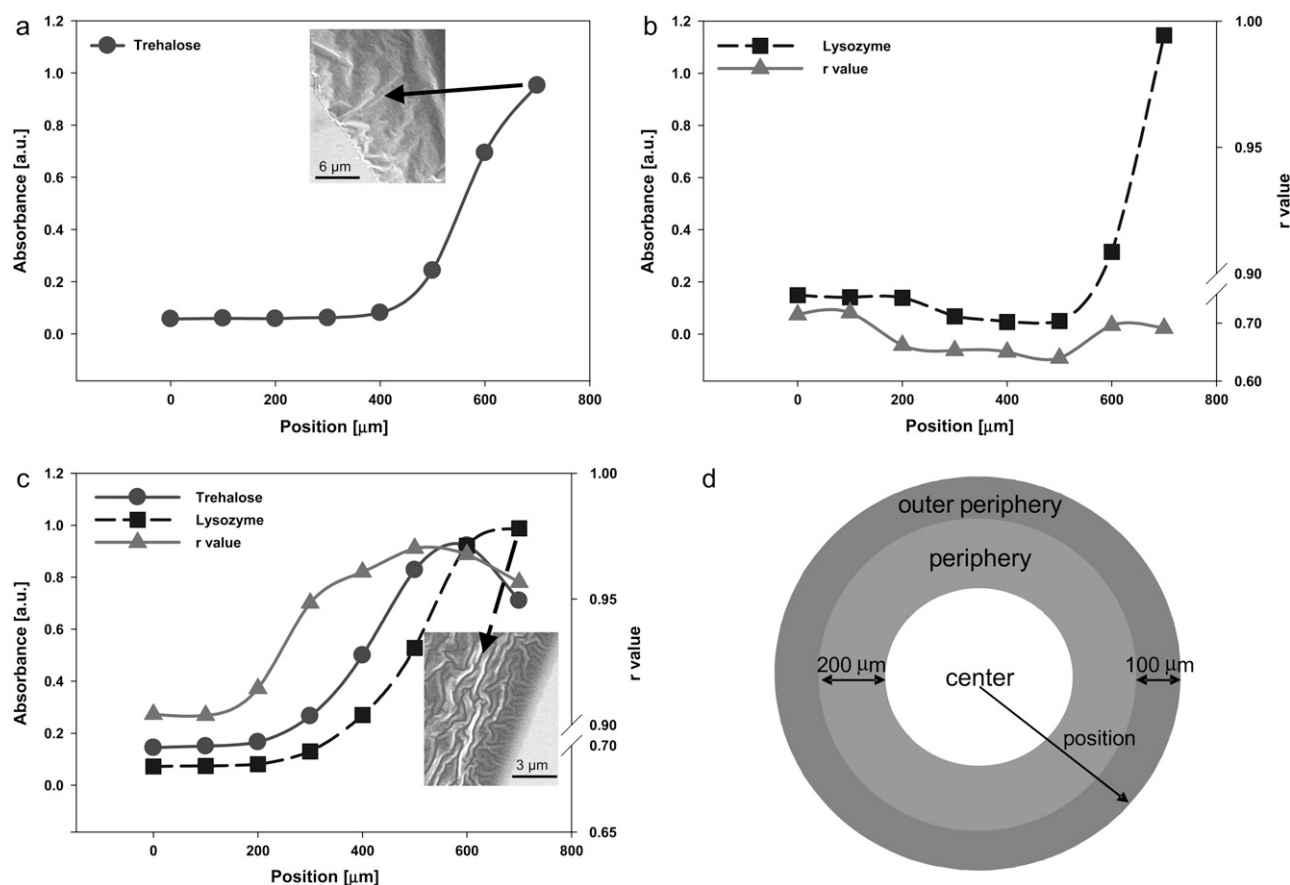 a
Trehalose
Absorbance [a.u.]
1.2
1.0
0.8
0.6
0.4
0.2
0.0
6 μm
0 200 400 600 800
Position [μm]
b
Lysozyme
r value
Absorbance [a.u.]
1.2
1.0
0.8
0.6
0.4
0.2
0.0
1.00
0.95
0.90
0.70
0.60
r value
0 200 400 600 800
Position [μm]
c
Trehalose
Lysozyme
r value
Absorbance [a.u.]
1.2
1.0
0.8
0.6
0.4
0.2
0.0
1.00
0.95
0.90
0.70
0.65
r value
3 μm
0 200 400 600 800
Position [μm]
d
outer periphery
periphery
200 μm
100 μm
center
position